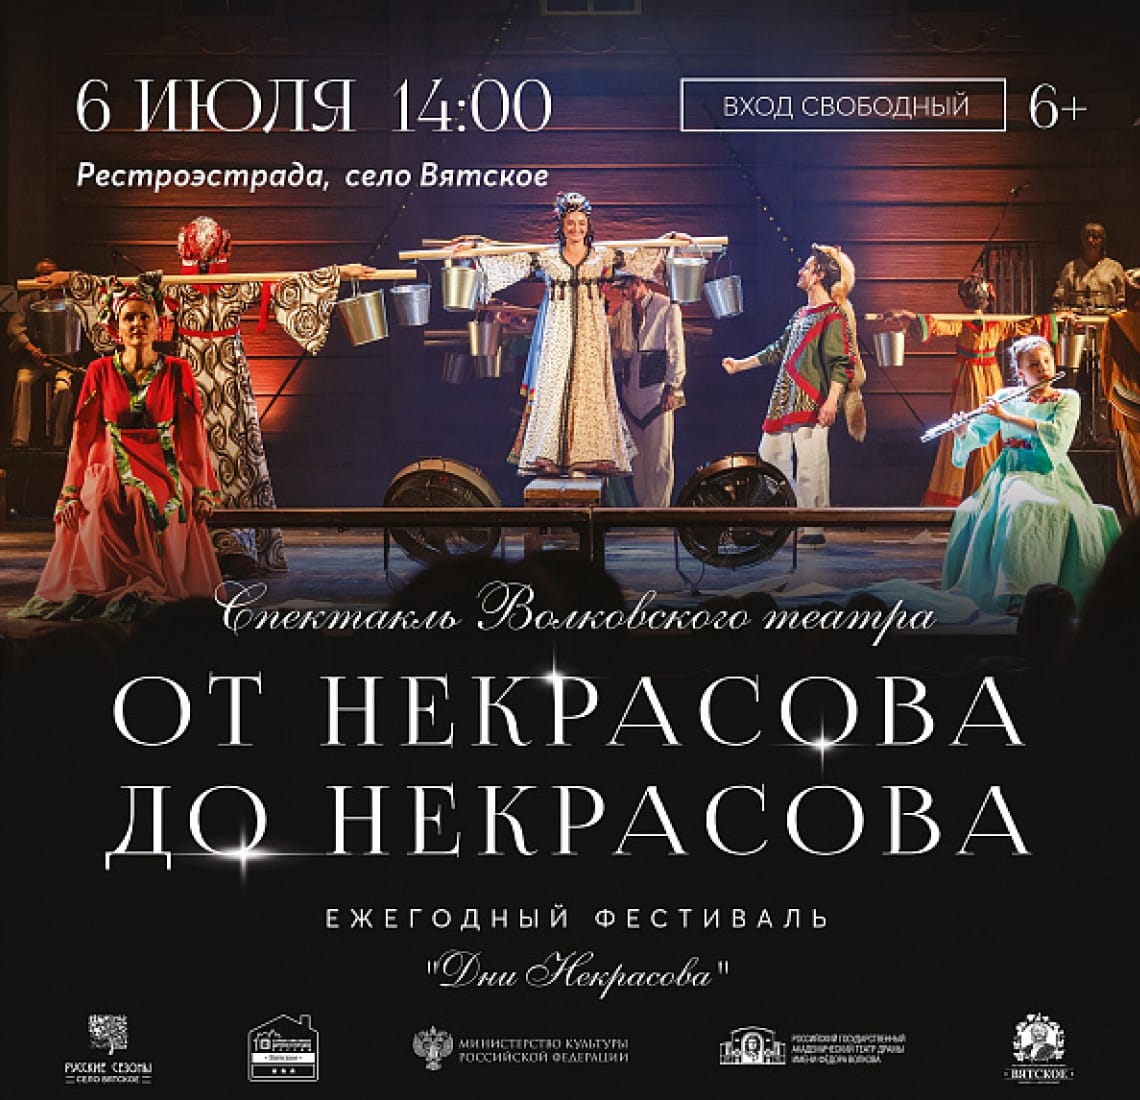 6 ИЮЛЯ 14:00
ВХОД СВОБОДНЫЙ 6+
Рестроэстрада, село Вятское
Спектакль Волковского театра
ОТ НЕКРАСОВА
ДО НЕКРАСОВА
ЕЖЕГОДНЫЙ ФЕСТИВАЛЬ
"Дни Некрасова"
РУССКИЕ СЕЗОНЫ
СЕЛО ВЯТСКОЕ
МИНИСТЕРСТВО КУЛЬТУРЫ
РОССИЙСКОЙ ФЕДЕРАЦИИ
РОССИЙСКИЙ ГОСУДАРСТВЕННЫЙ
АКАДЕМИЧЕСКИЙ ТЕАТР ДРАМЫ
ИМЕНИ ФЁДОРА ВОЛКОВА
ВЯТСКОЕ